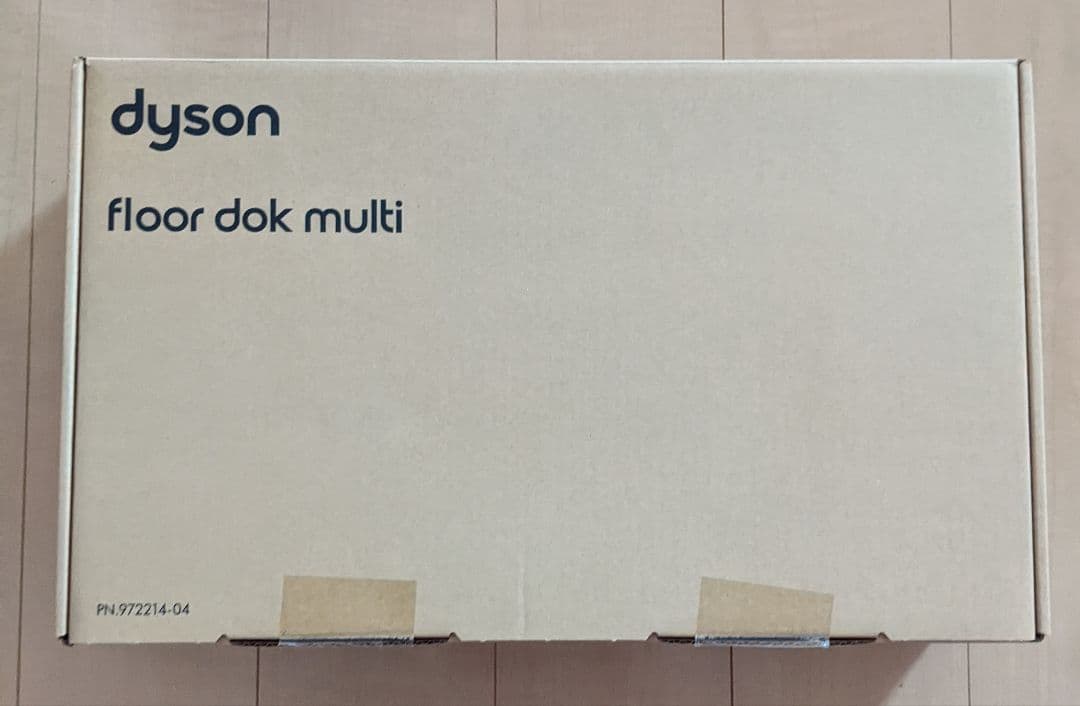 dyson
floor dok multi
PN.972214-04